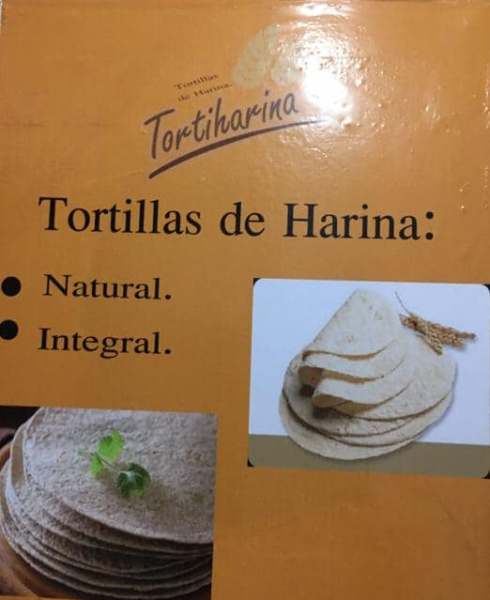 Tortillas
de Harina.
Tortiharina
Tortillas de Harina:
Natural.
Integral.